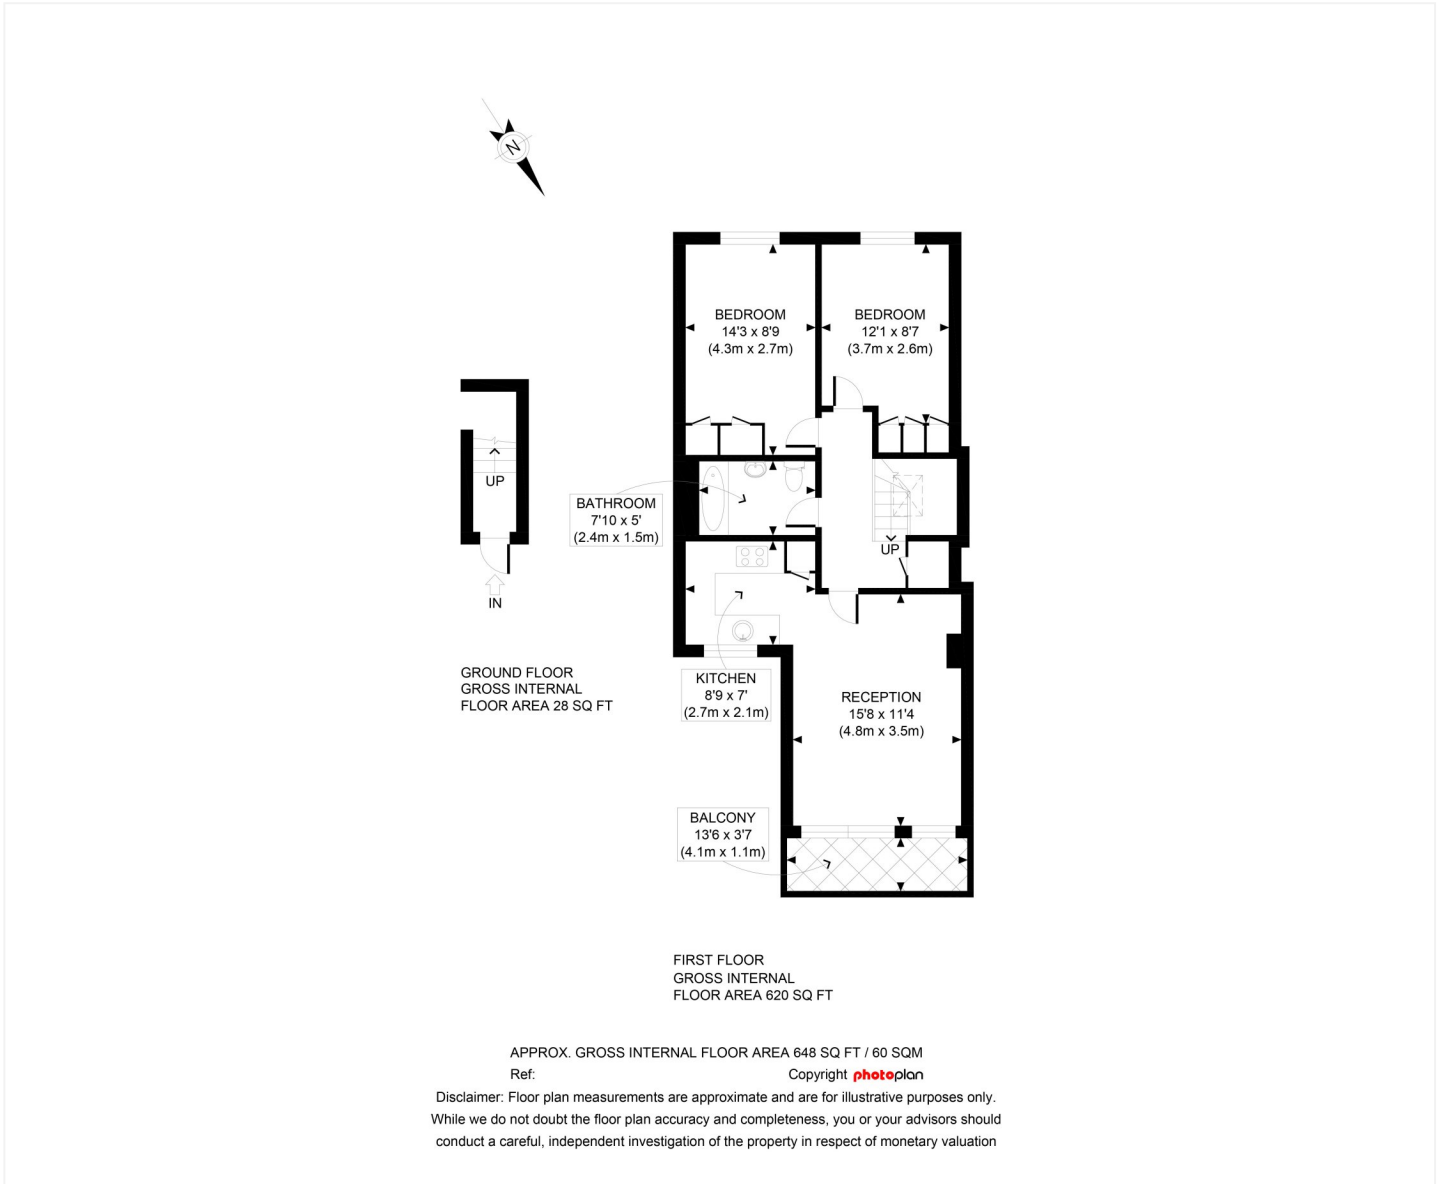 N
BEDROOM
14'3 x 8'9
(4.3m x 2.7m)
BEDROOM
12'1 x 8'7
(3.7m x 2.6m)
UP
IN
BATHROOM
7'10 x 5'
(2.4m x 1.5m)
UP
GROUND FLOOR
GROSS INTERNAL
FLOOR AREA 28 SQ FT
KITCHEN
8'9 x 7'
(2.7m x 2.1m)
RECEPTION
15'8 x 11'4
(4.8m x 3.5m)
BALCONY
13'6 x 3'7
(4.1m x 1.1m)
FIRST FLOOR
GROSS INTERNAL
FLOOR AREA 620 SQ FT
APPROX. GROSS INTERNAL FLOOR AREA 648 SQ FT / 60 SQM
Ref: Copyright photoplan
Disclaimer: Floor plan measurements are approximate and are for illustrative purposes only.
While we do not doubt the floor plan accuracy and completeness, you or your advisors should
conduct a careful, independent investigation of the property in respect of monetary valuation